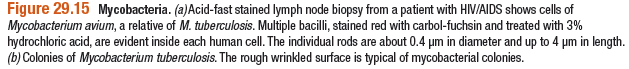 Figure 29.15 Mycobacteria. (a) Acid-fast stained lymph node biopsy from a patient with HIV/AIDS shows cells of
Mycobacterium avium, a relative of M. tuberculosis. Multiple bacilli, stained red with carbol-fuchsin and treated with 3%
hydrochloric acid, are evident inside each human cell. The individual rods are about 0.4 μm in diameter and up to 4 μm in length.
(b) Colonies of Mycobacterium tuberculosis. The rough wrinkled surface is typical of mycobacterial colonies.